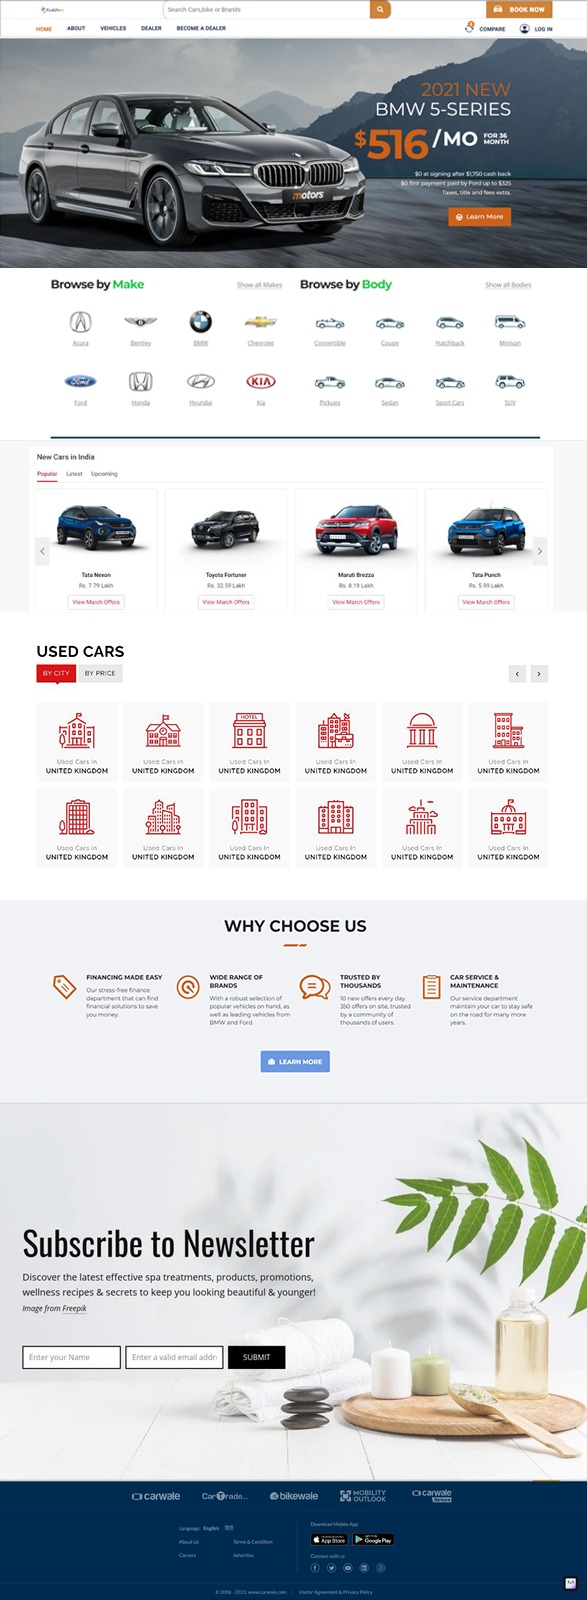 Search Cars,bike or Brands
BOOK NOW
HOME ABOUT VEHICLES DEALER BECOME A DEALER
COMPARE LOG IN
2021 NEW
BMW 5-SERIES
$516/MO FOR 36 MONTH
$0 at signing after $1,750 cash back
$0 first payment paid by Ford up to $325
Taxes, title and fees extra.
motors
Learn More
Browse by Make Show all Makes
Acura Bentley BMW Chevrolet
Ford Honda Hyundai Kia
Browse by Body Show all Bodies
Convertible Coupe Hatchback Minivan
Pickups Sedan Sport Cars SUV
New Cars in India
Popular Latest Upcoming
Tata Nexon
Rs. 7.79 Lakh
View March Offers
Toyota Fortuner
Rs. 32.59 Lakh
View March Offers
Maruti Brezza
Rs. 8.19 Lakh
View March Offers
Tata Punch
Rs. 5.99 Lakh
View March Offers
USED CARS
BY CITY BY PRICE
HOTEL
Used Cars In
UNITED KINGDOM
Used Cars In
UNITED KINGDOM
Used Cars In
UNITED KINGDOM
Used Cars In
UNITED KINGDOM
Used Cars In
UNITED KINGDOM
Used Cars In
UNITED KINGDOM
Used Cars In
UNITED KINGDOM
Used Cars In
UNITED KINGDOM
Used Cars In
UNITED KINGDOM
Used Cars In
UNITED KINGDOM
Used Cars In
UNITED KINGDOM
Used Cars In
UNITED KINGDOM
WHY CHOOSE US
FINANCING MADE EASY
Our stress-free finance
department that can find
financial solutions to save
you money.
WIDE RANGE OF
BRANDS
With a robust selection of
popular vehicles on hand, as
well as leading vehicles from
BMW and Ford.
TRUSTED BY
THOUSANDS
10 new offers every day.
350 offers on site, trusted
by a community of
thousands of users.
CAR SERVICE &
MAINTENANCE
Our service department
maintain your car to stay safe
on the road for many more
years.
LEARN MORE
Subscribe to Newsletter
Discover the latest effective spa treatments, products, promotions,
wellness recipes & secrets to keep you looking beautiful & younger!
Image from Freepik
Enter your Name Enter a valid email addr SUBMIT
carwale CarTrade bikewale MOBILITY OUTLOOK carwale
Language: English हिंदी
About Us Terms & Condition
Careers Advertise
Download Mobile App
App Store Google Play
Connect with us
© 2006 - 2023. www.carwale.com Visitor Agreement & Privacy Policy